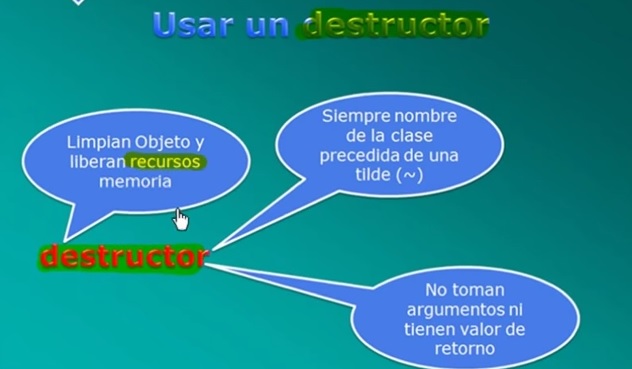 Usar un destructor
Limpian Objeto y
liberan recursos
memoria
Siempre nombre
de la clase
precedida de una
tilde (~)
destructor
No toman
argumentos ni
tienen valor de
retorno